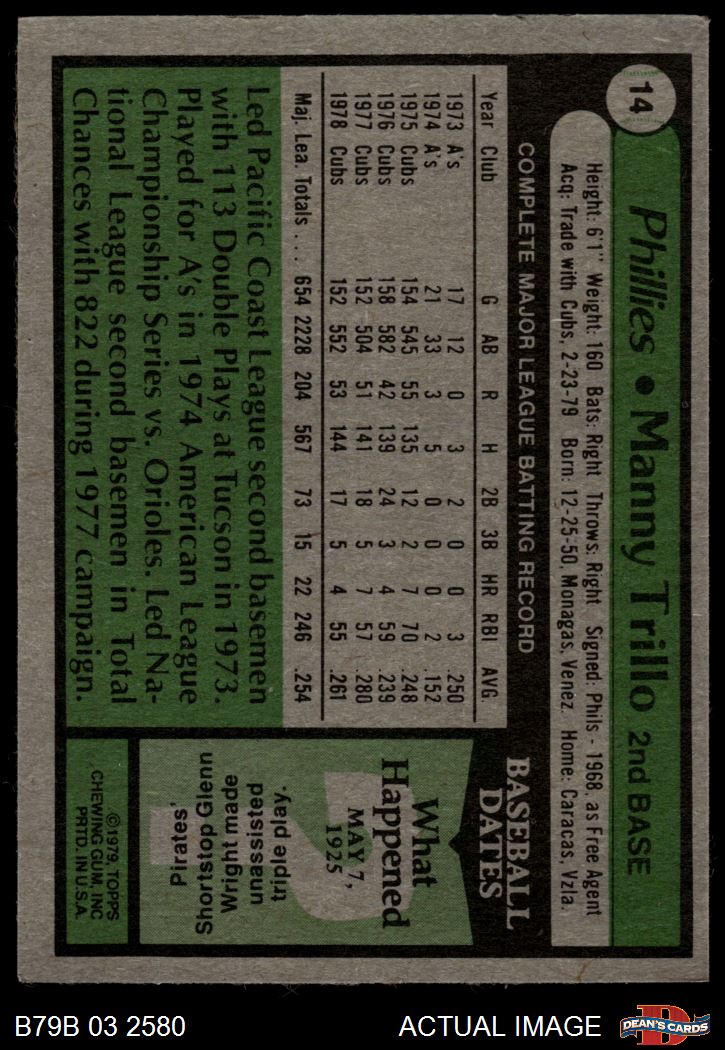 14
Phillies • Manny Trillo 2nd BASE
Height: 6'1" Weight: 160 Bats: Right Throws: Right Signed: Phils - 1968, as Free Agent
Acq: Trade with Cubs, 2-23-79 Born: 12-25-50, Monagas, Venez. Home: Caracas, Vzla.
COMPLETE MAJOR LEAGUE BATTING RECORD
Year Club G AB R H 2B 3B HR RBI AVG.
1973 A's 17 12 0 3 2 0 0 3 .250
1974 A's 21 33 3 5 0 0 0 2 .152
1975 Cubs 154 545 55 135 12 2 7 70 .248
1976 Cubs 158 582 42 139 24 3 4 59 .239
1977 Cubs 152 504 51 141 18 5 7 57 .280
1978 Cubs 152 552 53 144 17 5 4 55 .261
Maj. Lea. Totals . . . 654 2228 204 567 73 15 22 246 .254
Led Pacific Coast League second basemen
with 113 Double Plays at Tucson in 1973.
Played for A's in 1974 American League
Championship Series vs. Orioles. Led Na-
tional League second basemen in Total
Chances with 822 during 1977 campaign.
BASEBALL
DATES
What
Happened
MAY 7,
1925
Pirates'
Shortstop Glenn
Wright made
unassisted
triple play.
©1979, TOPPS
CHEWING GUM, INC
PRTD. IN U.S.A.
B79B 03 2580
ACTUAL IMAGE
D
DEAN'S CARDS